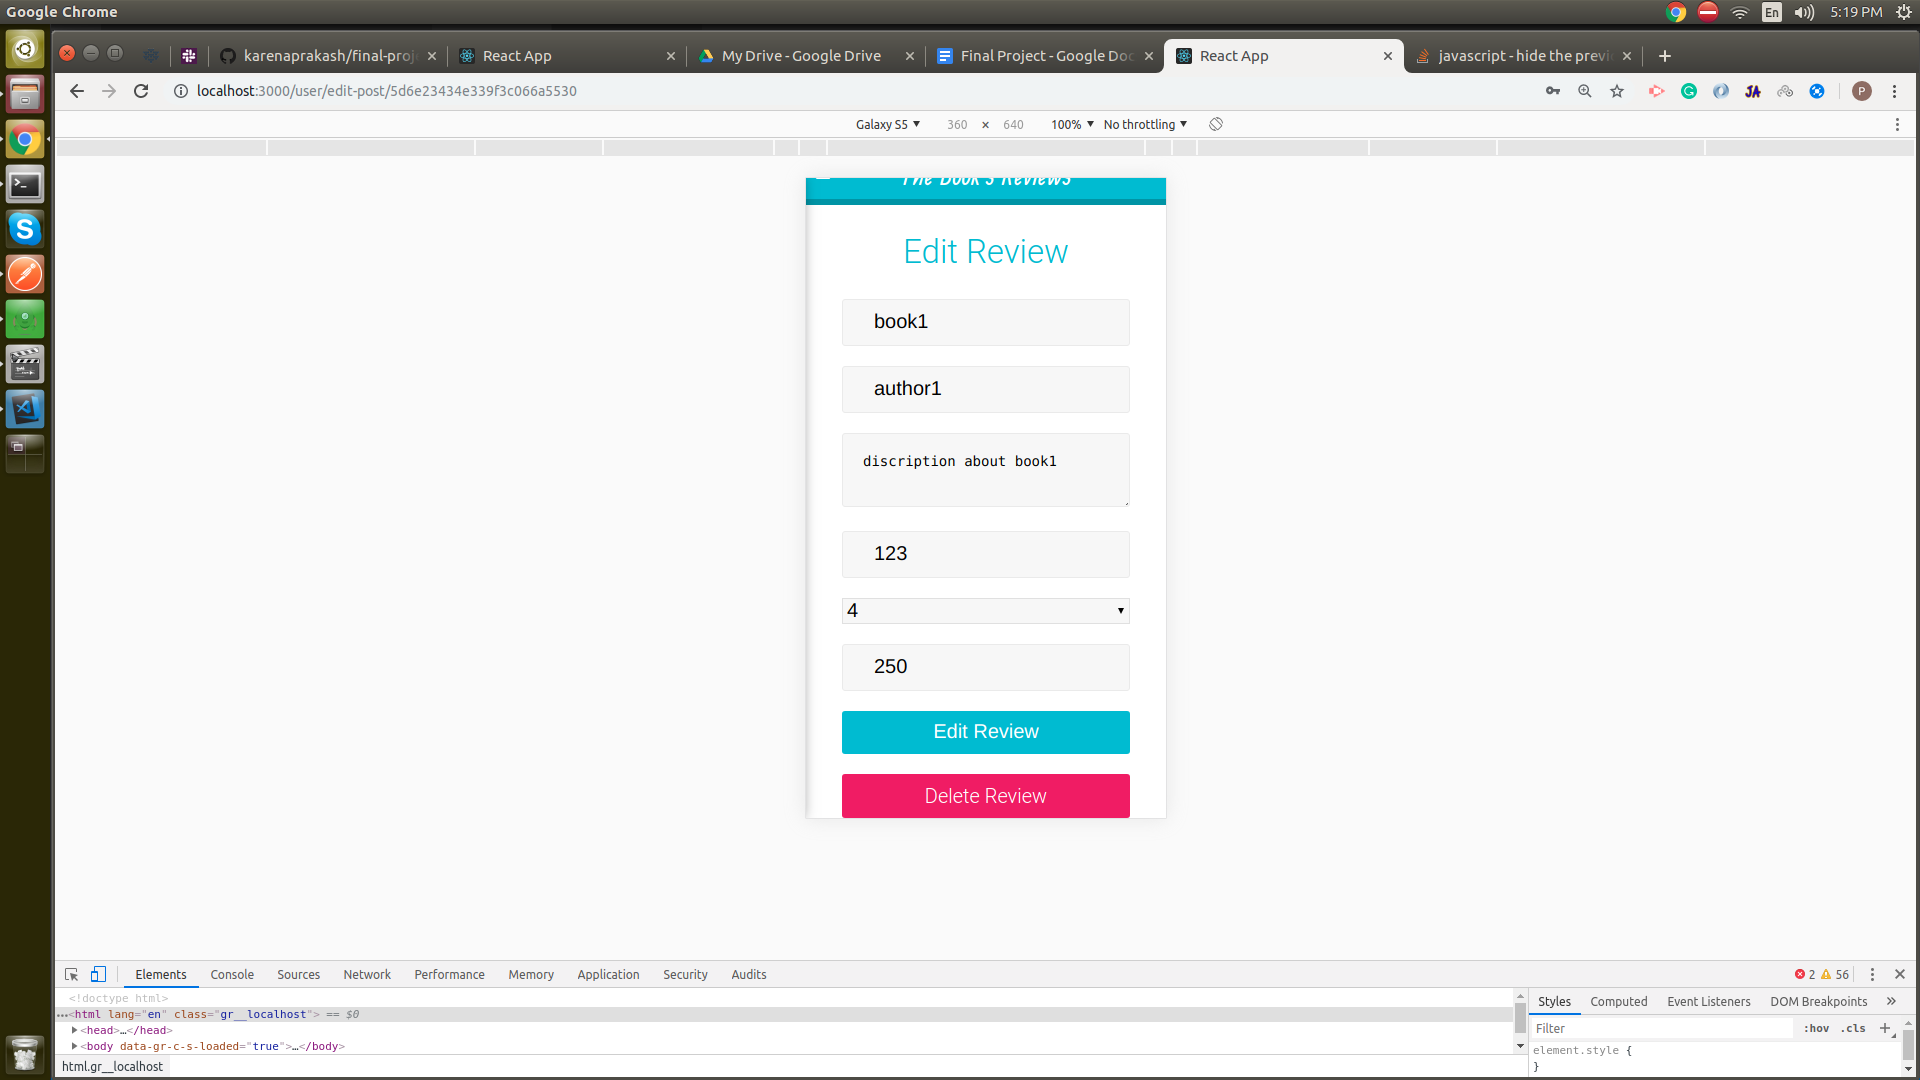 Google Chrome
En
5:19 PM
karenaprakash/final-proj
React App
My Drive - Google Drive
Final Project - Google Doc
React App
javascript - hide the previ
localhost:3000/user/edit-post/5d6e23434e339f3c066a5530
JA
P
Galaxy S5 ▼ 360 × 640 100% ▼ No throttling ▼
The Book's Reviews
Edit Review
book1
author1
discription about book1
123
4
250
Edit Review
Delete Review
Elements Console Sources Network Performance Memory Application Security Audits
2 56
<!doctype html>
…<html lang="en" class="gr__localhost"> == $0
<head>…</head>
<body data-gr-c-s-loaded="true">…</body>
html.gr__localhost
Styles Computed Event Listeners DOM Breakpoints »
Filter :hov .cls +
element.style {
}